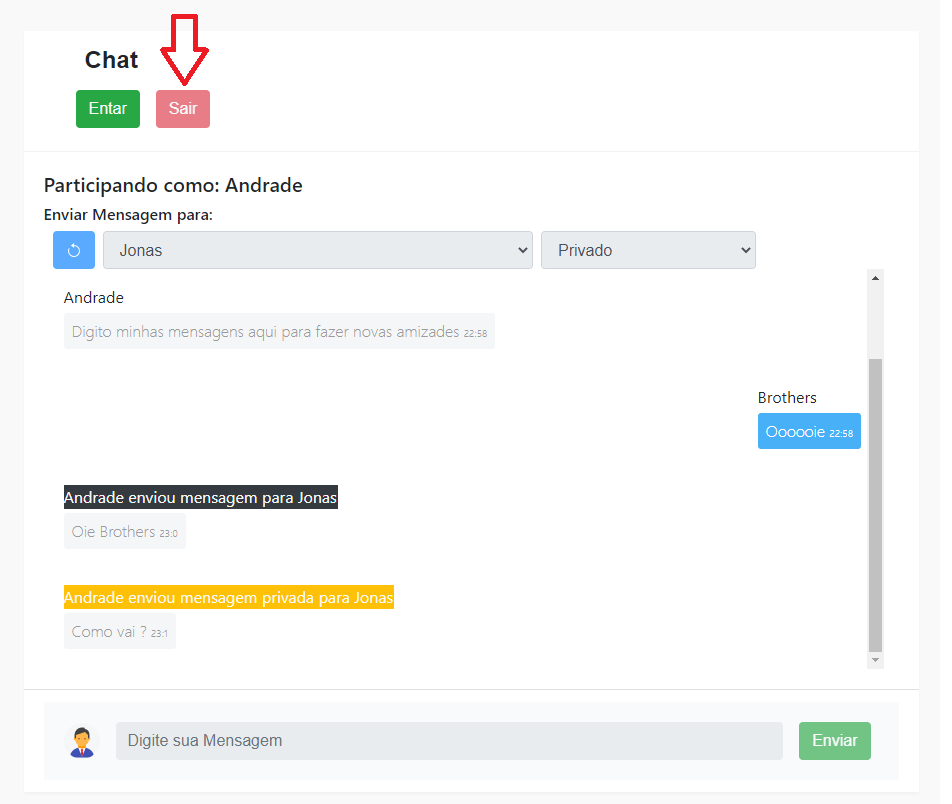 Chat
Entar Sair
Participando como: Andrade
Enviar Mensagem para:
Jonas Privado
Andrade
Digito minhas mensagens aqui para fazer novas amizades 22:58
Brothers
Oooooie 22:58
Andrade enviou mensagem para Jonas
Oie Brothers 23:0
Andrade enviou mensagem privada para Jonas
Como vai ? 23:1
Digite sua Mensagem Enviar